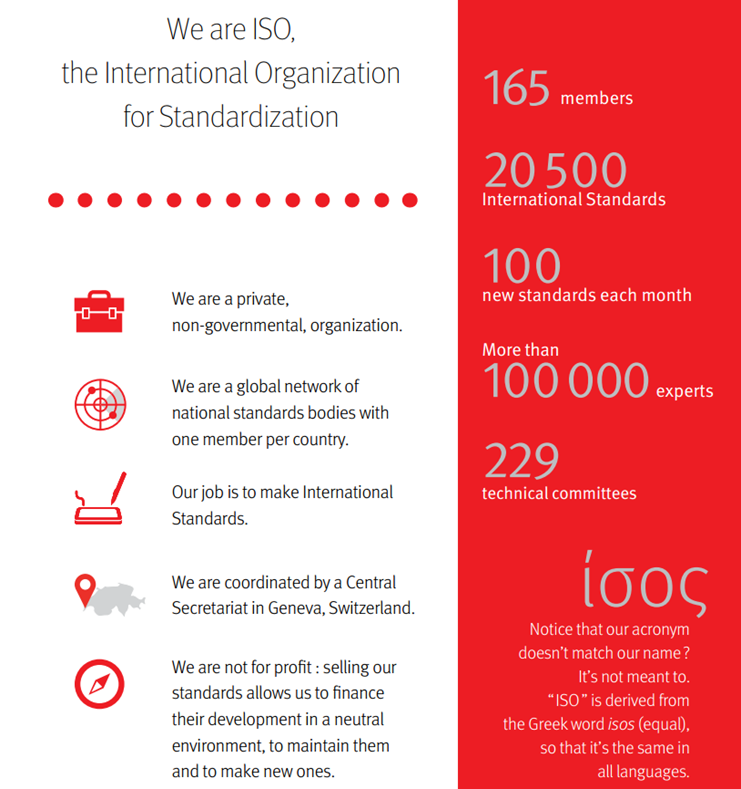 We are ISO,
the International Organization
for Standardization
We are a private,
non-governmental, organization.
We are a global network of
national standards bodies with
one member per country.
Our job is to make International
Standards.
We are coordinated by a Central
Secretariat in Geneva, Switzerland.
We are not for profit : selling our
standards allows us to finance
their development in a neutral
environment, to maintain them
and to make new ones.
165 members
20 500
International Standards
100
new standards each month
More than
100 000 experts
229
technical committees
ίσος
Notice that our acronym
doesn’t match our name ?
It’s not meant to.
“ ISO ” is derived from
the Greek word isos (equal),
so that it’s the same in
all languages.